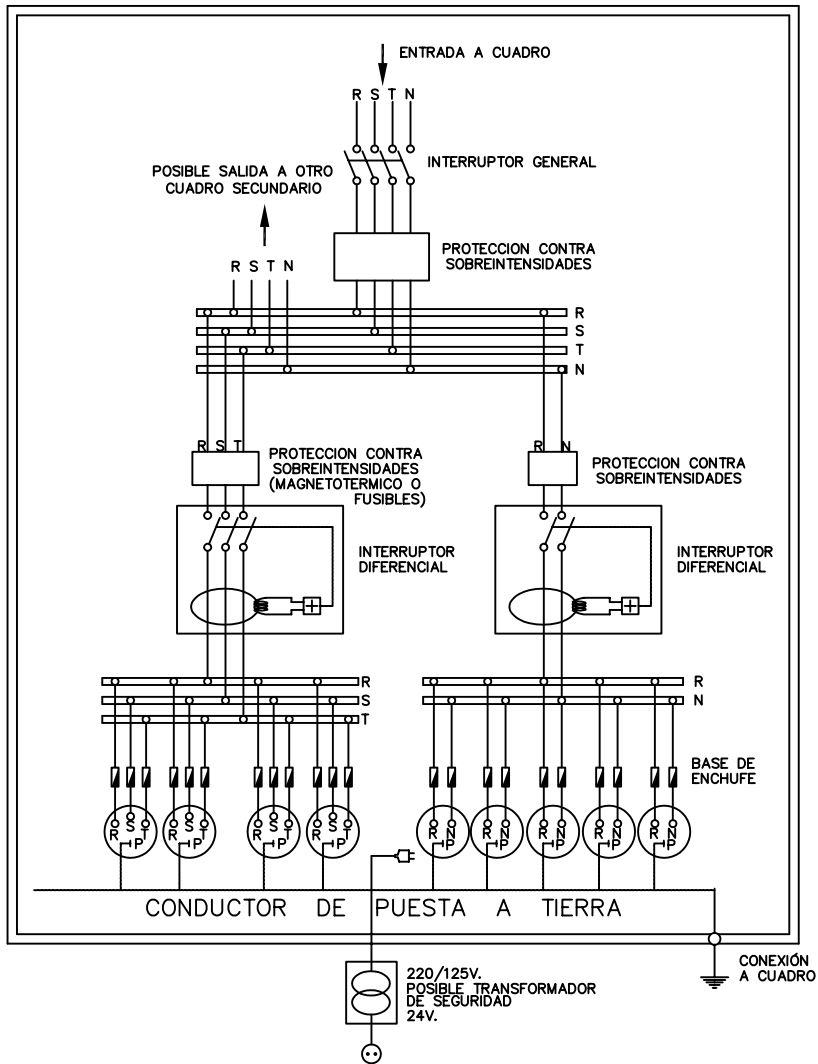 ENTRADA A CUADRO
R S T N
INTERRUPTOR GENERAL
POSIBLE SALIDA A OTRO
CUADRO SECUNDARIO
PROTECCION CONTRA
SOBREINTENSIDADES
R S T N
R
S
T
N
R S T
PROTECCION CONTRA
SOBREINTENSIDADES
(MAGNETOTERMICO O
FUSIBLES)
R N
PROTECCION CONTRA
SOBREINTENSIDADES
INTERRUPTOR
DIFERENCIAL
INTERRUPTOR
DIFERENCIAL
R
S
T
R
N
BASE DE
ENCHUFE
R S T P
R S T P
R S T P
R S T P
R N P
R N P
R N P
R N P
R N P
CONDUCTOR DE PUESTA A TIERRA
CONEXIÓN
A CUADRO
220/125V.
POSIBLE TRANSFORMADOR
DE SEGURIDAD
24V.